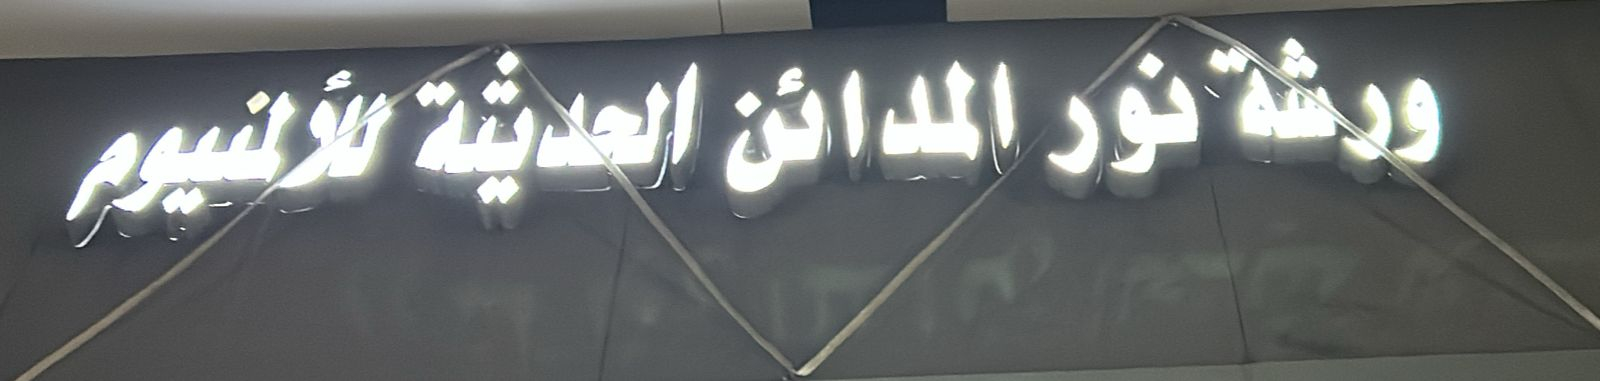 ورشة نور المدائن الحديثة للألمنيوم